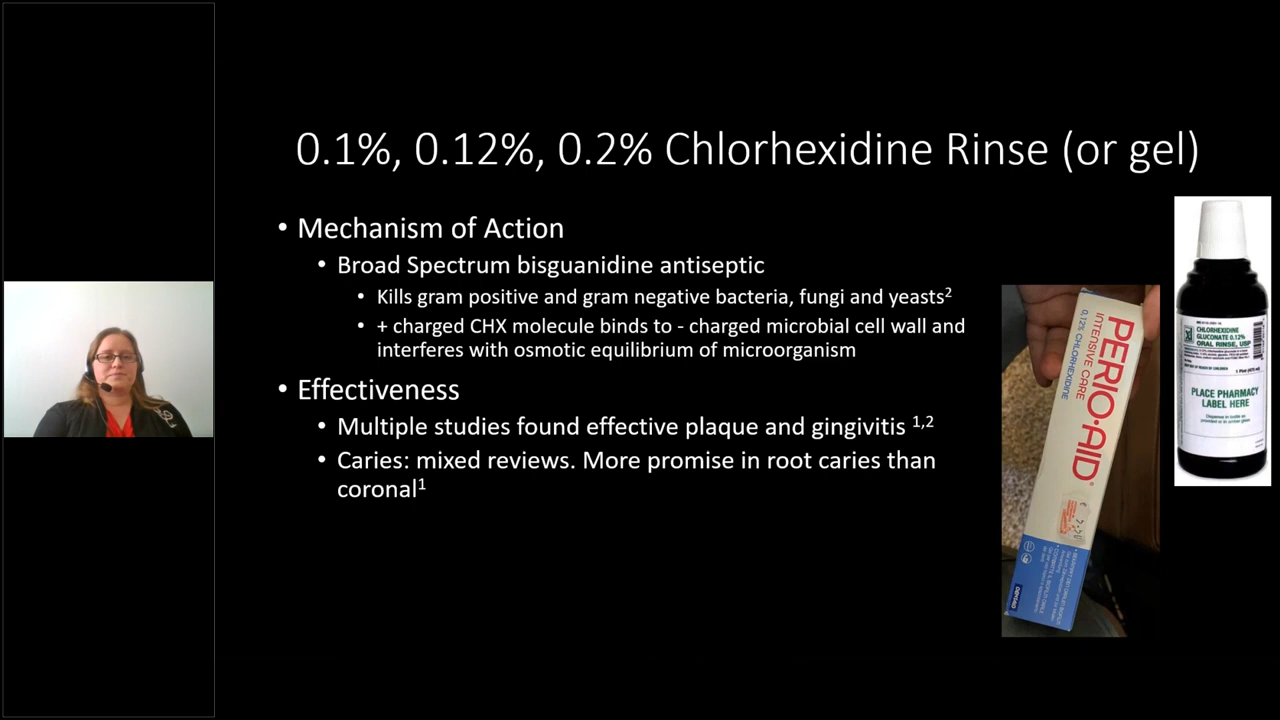 0.1%, 0.12%, 0.2% Chlorhexidine Rinse (or gel)
• Mechanism of Action
• Broad Spectrum bisguanidine antiseptic
• Kills gram positive and gram negative bacteria, fungi and yeasts²
• + charged CHX molecule binds to - charged microbial cell wall and
interferes with osmotic equilibrium of microorganism
• Effectiveness
• Multiple studies found effective plaque and gingivitis 1,2
• Caries: mixed reviews. More promise in root caries than
coronal¹
PERIO·AID®
INTENSIVE CARE
0,12% CHLORHEXIDINE
CHLORHEXIDINE
GLUCONATE 0.12%
ORAL RINSE, USP
PLACE PHARMACY
LABEL HERE